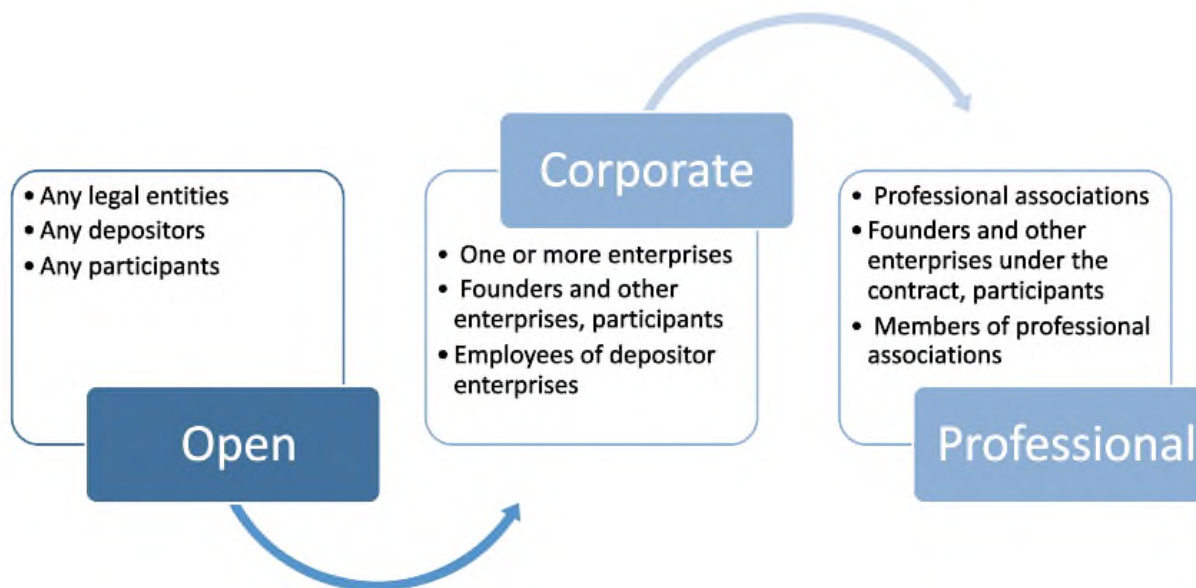 • Any legal entities
• Any depositors
• Any participants
Open
Corporate
• One or more enterprises
• Founders and other
enterprises, participants
• Employees of depositor
enterprises
• Professional associations
• Founders and other
enterprises under the
contract, participants
• Members of professional
associations
Professional